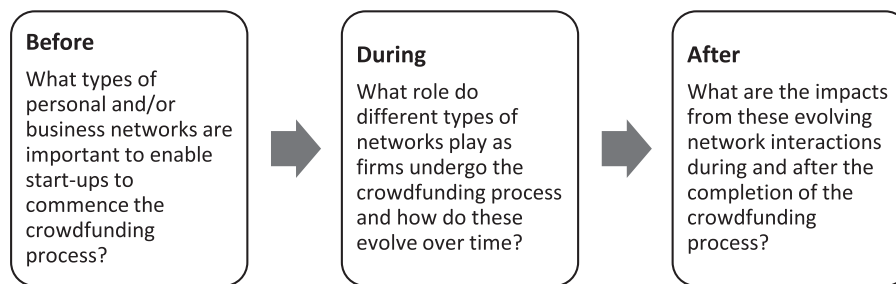 Before
What types of
personal and/or
business networks are
important to enable
start-ups to
commence the
crowdfunding
process?
During
What role do
different types of
networks play as
firms undergo the
crowdfunding process
and how do these
evolve over time?
After
What are the impacts
from these evolving
network interactions
during and after the
completion of the
crowdfunding
process?